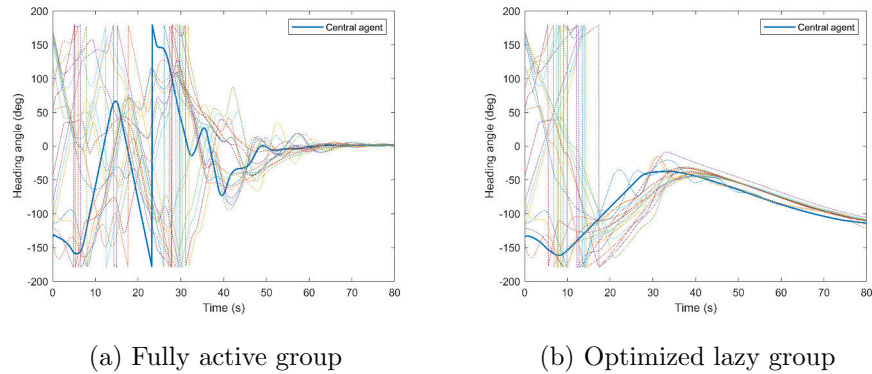 200
150
100
50
0
-50
-100
-150
-200
Heading angle (deg)
0 10 20 30 40 50 60 70 80
Time (s)
Central agent
(a) Fully active group
200
150
100
50
0
-50
-100
-150
-200
Heading angle (deg)
0 10 20 30 40 50 60 70 80
Time (s)
Central agent
(b) Optimized lazy group